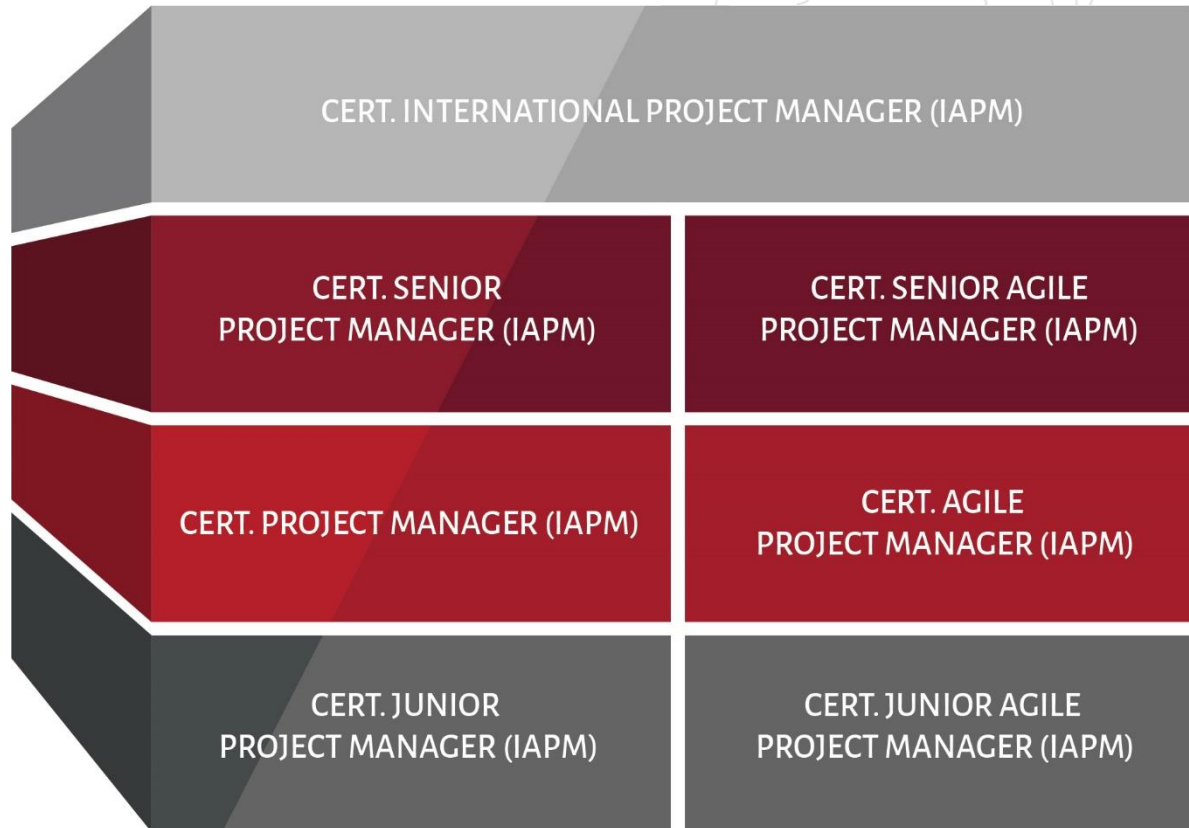 CERT. INTERNATIONAL PROJECT MANAGER (IAPM)
CERT. SENIOR
PROJECT MANAGER (IAPM)
CERT. SENIOR AGILE
PROJECT MANAGER (IAPM)
CERT. PROJECT MANAGER (IAPM)
CERT. AGILE
PROJECT MANAGER (IAPM)
CERT. JUNIOR
PROJECT MANAGER (IAPM)
CERT. JUNIOR AGILE
PROJECT MANAGER (IAPM)